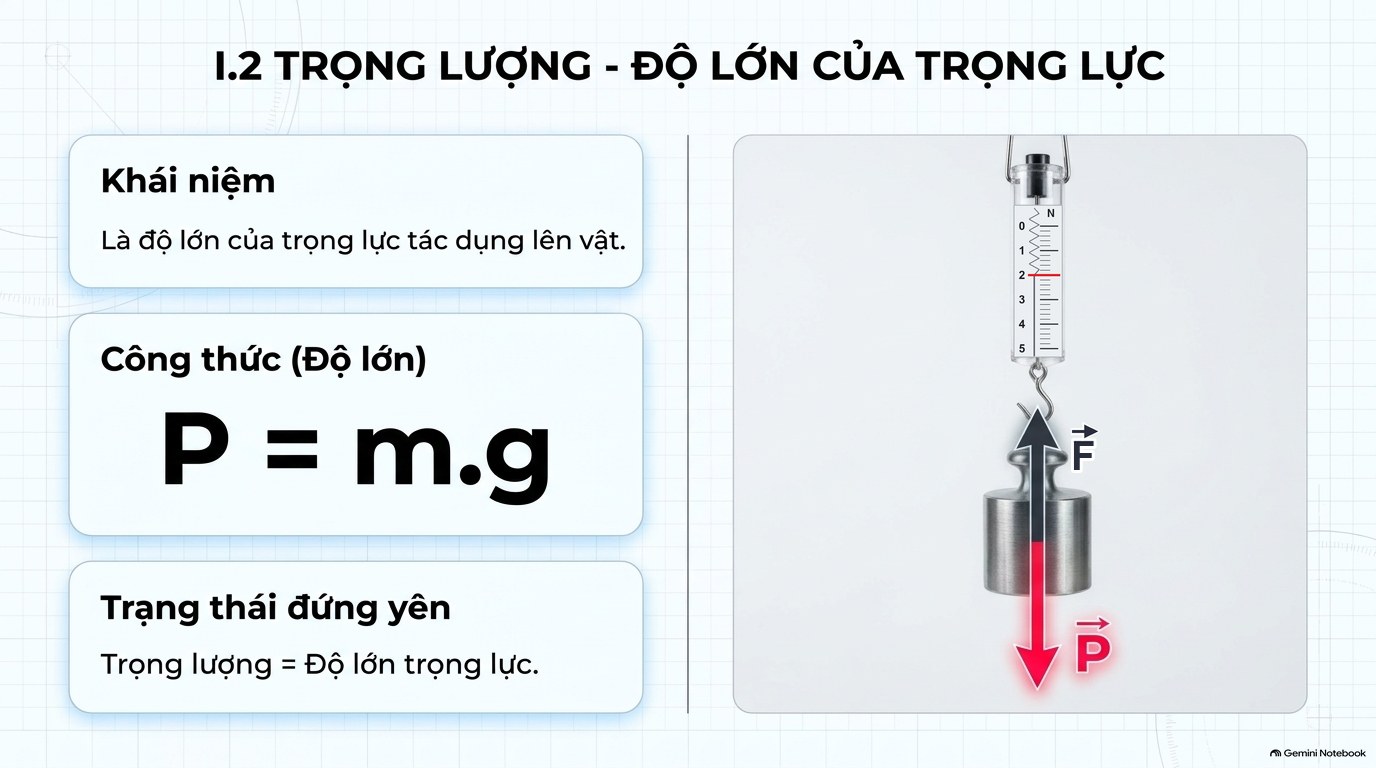 I.2 TRỌNG LƯỢNG - ĐỘ LỚN CỦA TRỌNG LỰC
Khái niệm
Là độ lớn của trọng lực tác dụng lên vật.
Công thức (Độ lớn)
P = m.g
Trạng thái đứng yên
Trọng lượng = Độ lớn trọng lực.
N
0
1
2
3
4
5
F
P
Gemini Notebook